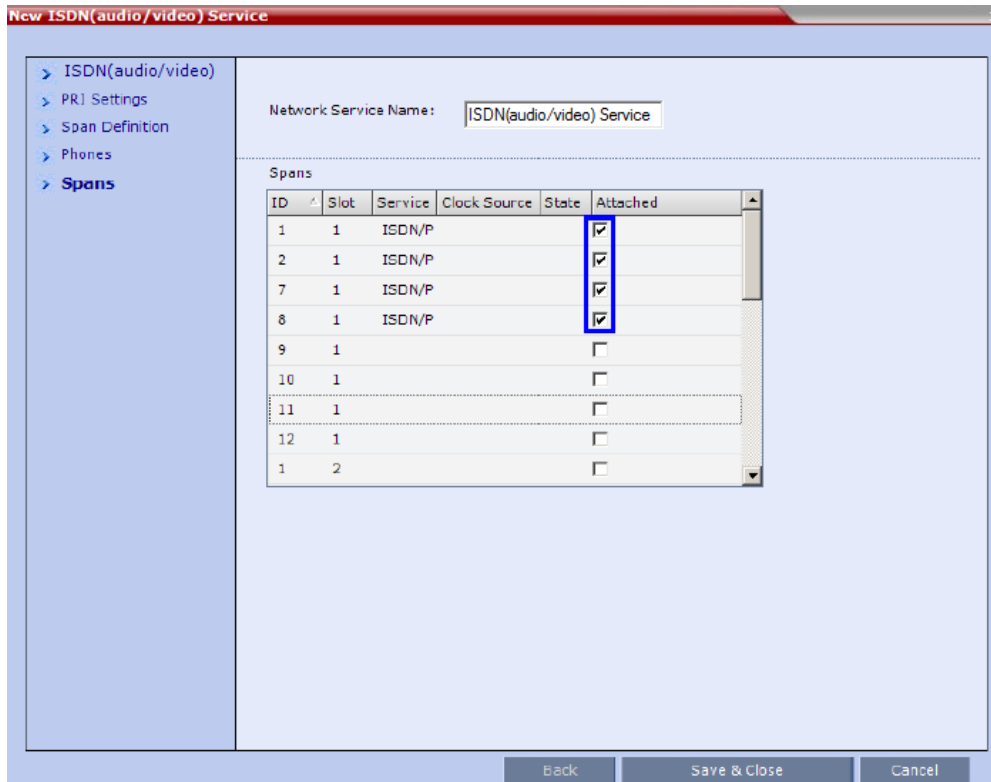 New ISDN(audio/video) Service
ISDN(audio/video)
PRI Settings
Span Definition
Phones
Spans
Network Service Name: ISDN(audio/video) Service
Spans
ID Slot Service Clock Source State Attached
1 1 ISDN/P
2 1 ISDN/P
7 1 ISDN/P
8 1 ISDN/P
9 1
10 1
11 1
12 1
1 2
Back Save & Close Cancel